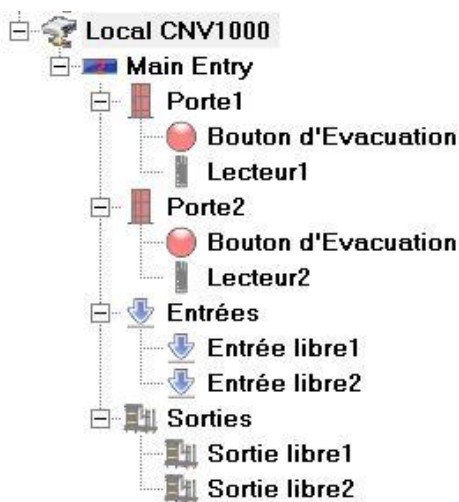 Local CNV1000
Main Entry
Porte1
Bouton d'Evacuation
Lecteur1
Porte2
Bouton d'Evacuation
Lecteur2
Entrées
Entrée libre1
Entrée libre2
Sorties
Sortie libre1
Sortie libre2